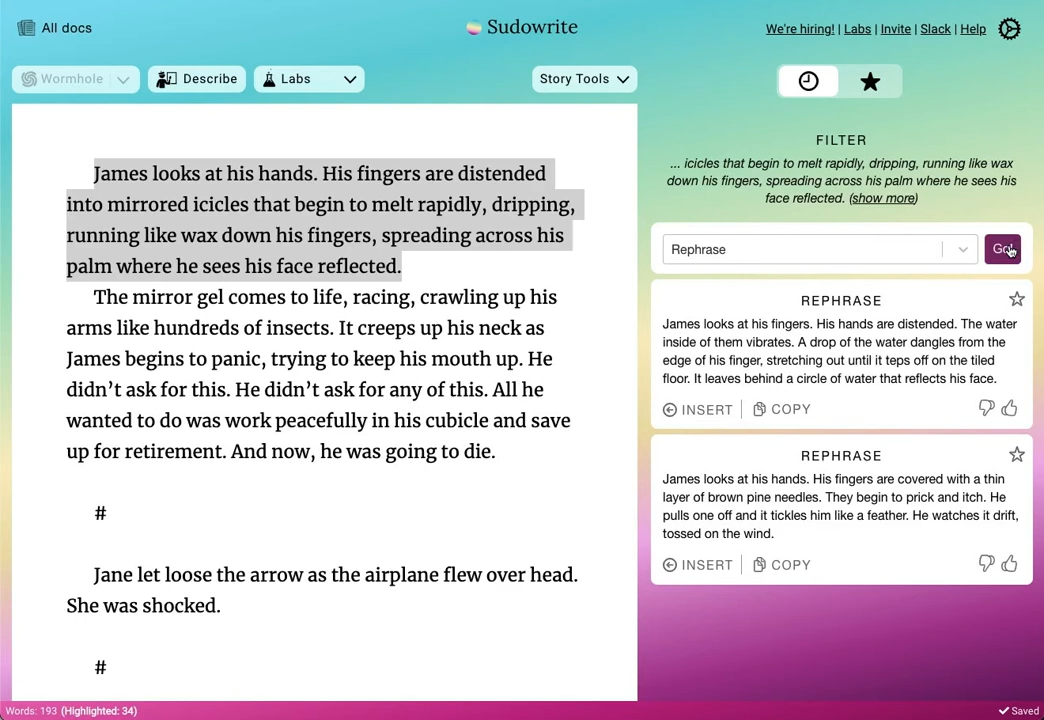 All docs
Sudowrite
We're hiring! | Labs | Invite | Slack | Help
Wormhole
Describe
Labs
Story Tools
James looks at his hands. His fingers are distended
into mirrored icicles that begin to melt rapidly, dripping,
running like wax down his fingers, spreading across his
palm where he sees his face reflected.
The mirror gel comes to life, racing, crawling up his
arms like hundreds of insects. It creeps up his neck as
James begins to panic, trying to keep his mouth up. He
didn't ask for this. He didn't ask for any of this. All he
wanted to do was work peacefully in his cubicle and save
up for retirement. And now, he was going to die.
#
Jane let loose the arrow as the airplane flew over head.
She was shocked.
#
FILTER
... icicles that begin to melt rapidly, dripping, running like wax
down his fingers, spreading across his palm where he sees his
face reflected. (show more)
Rephrase
Go!
REPHRASE
James looks at his fingers. His hands are distended. The water
inside of them vibrates. A drop of the water dangles from the
edge of his finger, stretching out until it teps off on the tiled
floor. It leaves behind a circle of water that reflects his face.
INSERT | COPY
REPHRASE
James looks at his hands. His fingers are covered with a thin
layer of brown pine needles. They begin to prick and itch. He
pulls one off and it tickles him like a feather. He watches it drift,
tossed on the wind.
INSERT | COPY
Words: 193 (Highlighted: 34)
Saved